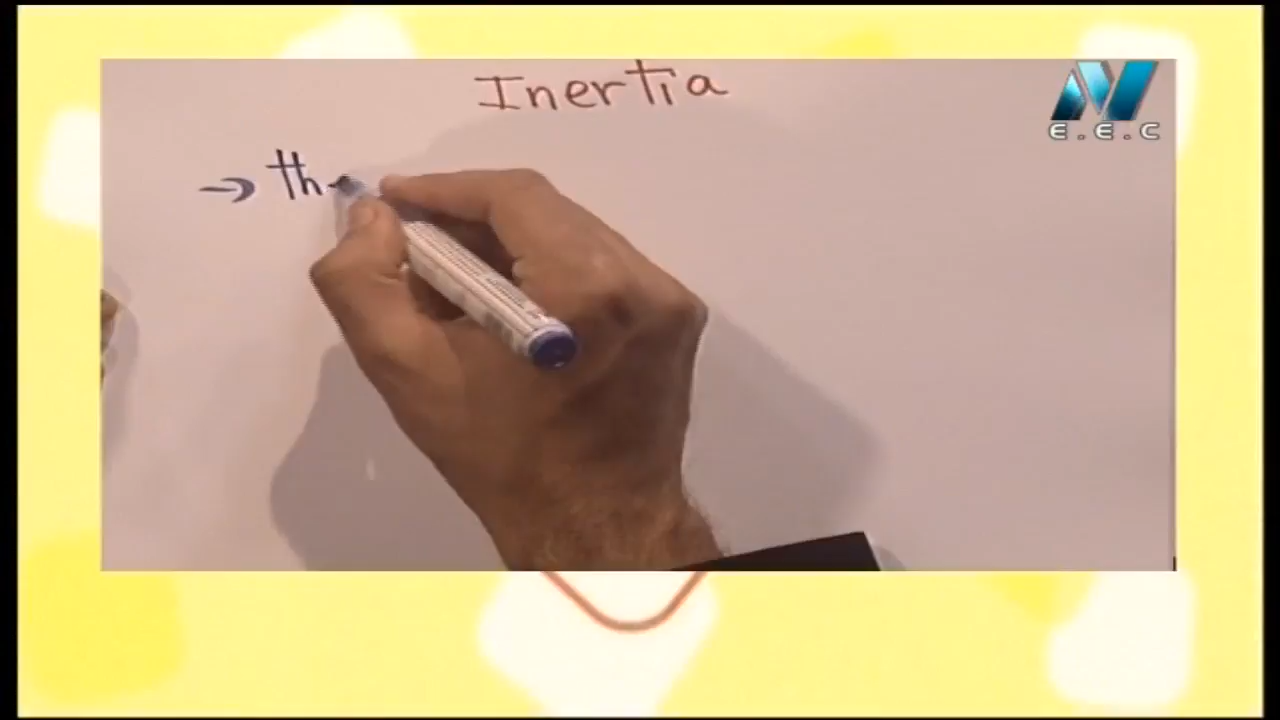 Inertia
E.E.C
→ th